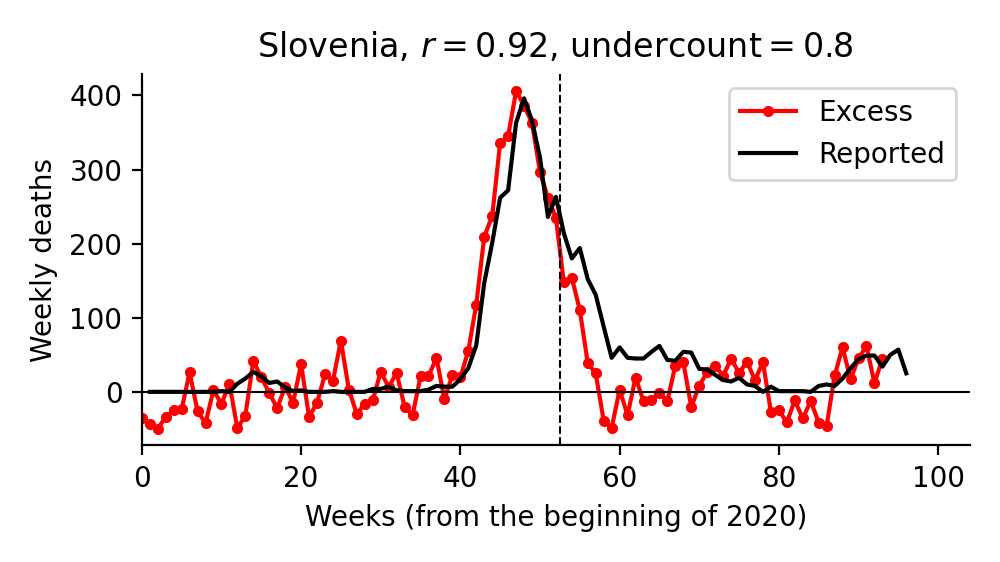 Slovenia, r = 0.92, undercount = 0.8
Excess
Reported
Weekly deaths
400
300
200
100
0
0 20 40 60 80 100
Weeks (from the beginning of 2020)